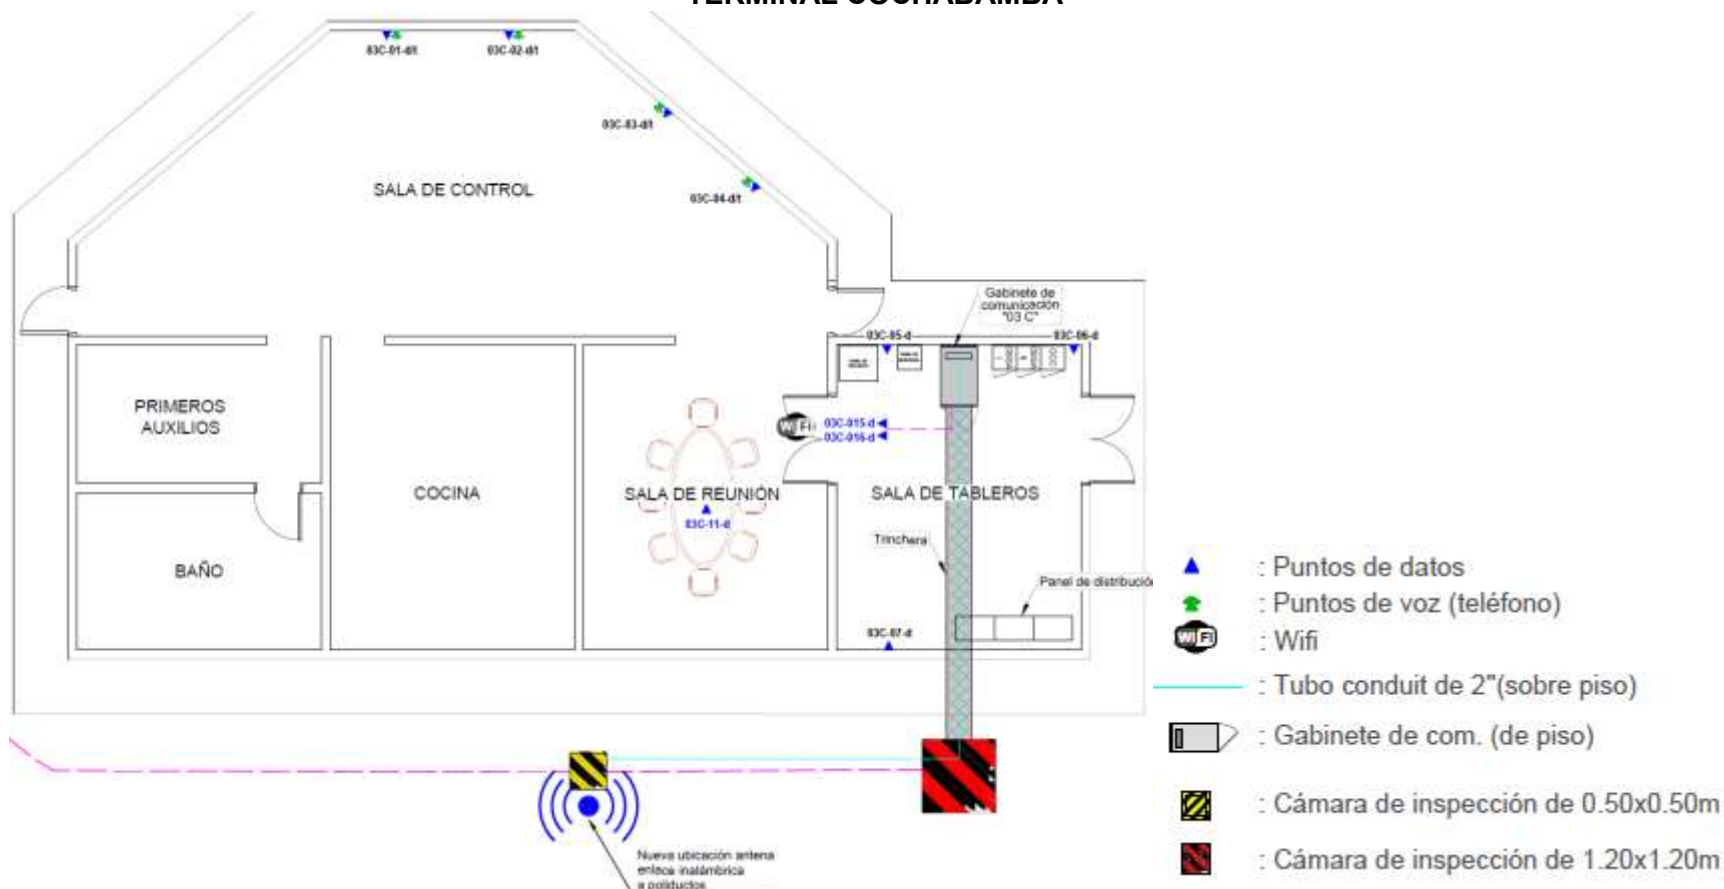 TERMINAL COCHABAMBA
03C-01-d/t
03C-02-d/t
03C-03-d/t
03C-04-d/t
SALA DE CONTROL
Gabinete de
comunicación
"03 C"
03C-05-d
03C-06-d
PRIMEROS
AUXILIOS
WiFi
03C-015-d
03C-016-d
COCINA
SALA DE REUNIÓN
03C-11-d
SALA DE TABLEROS
Trinchera
BAÑO
Panel de distribució
03C-07-d
Nueva ubicación antena
enlace inalámbrica
a poliductos
: Puntos de datos
: Puntos de voz (teléfono)
WiFi : Wifi
: Tubo conduit de 2"(sobre piso)
: Gabinete de com. (de piso)
: Cámara de inspección de 0.50x0.50m
: Cámara de inspección de 1.20x1.20m